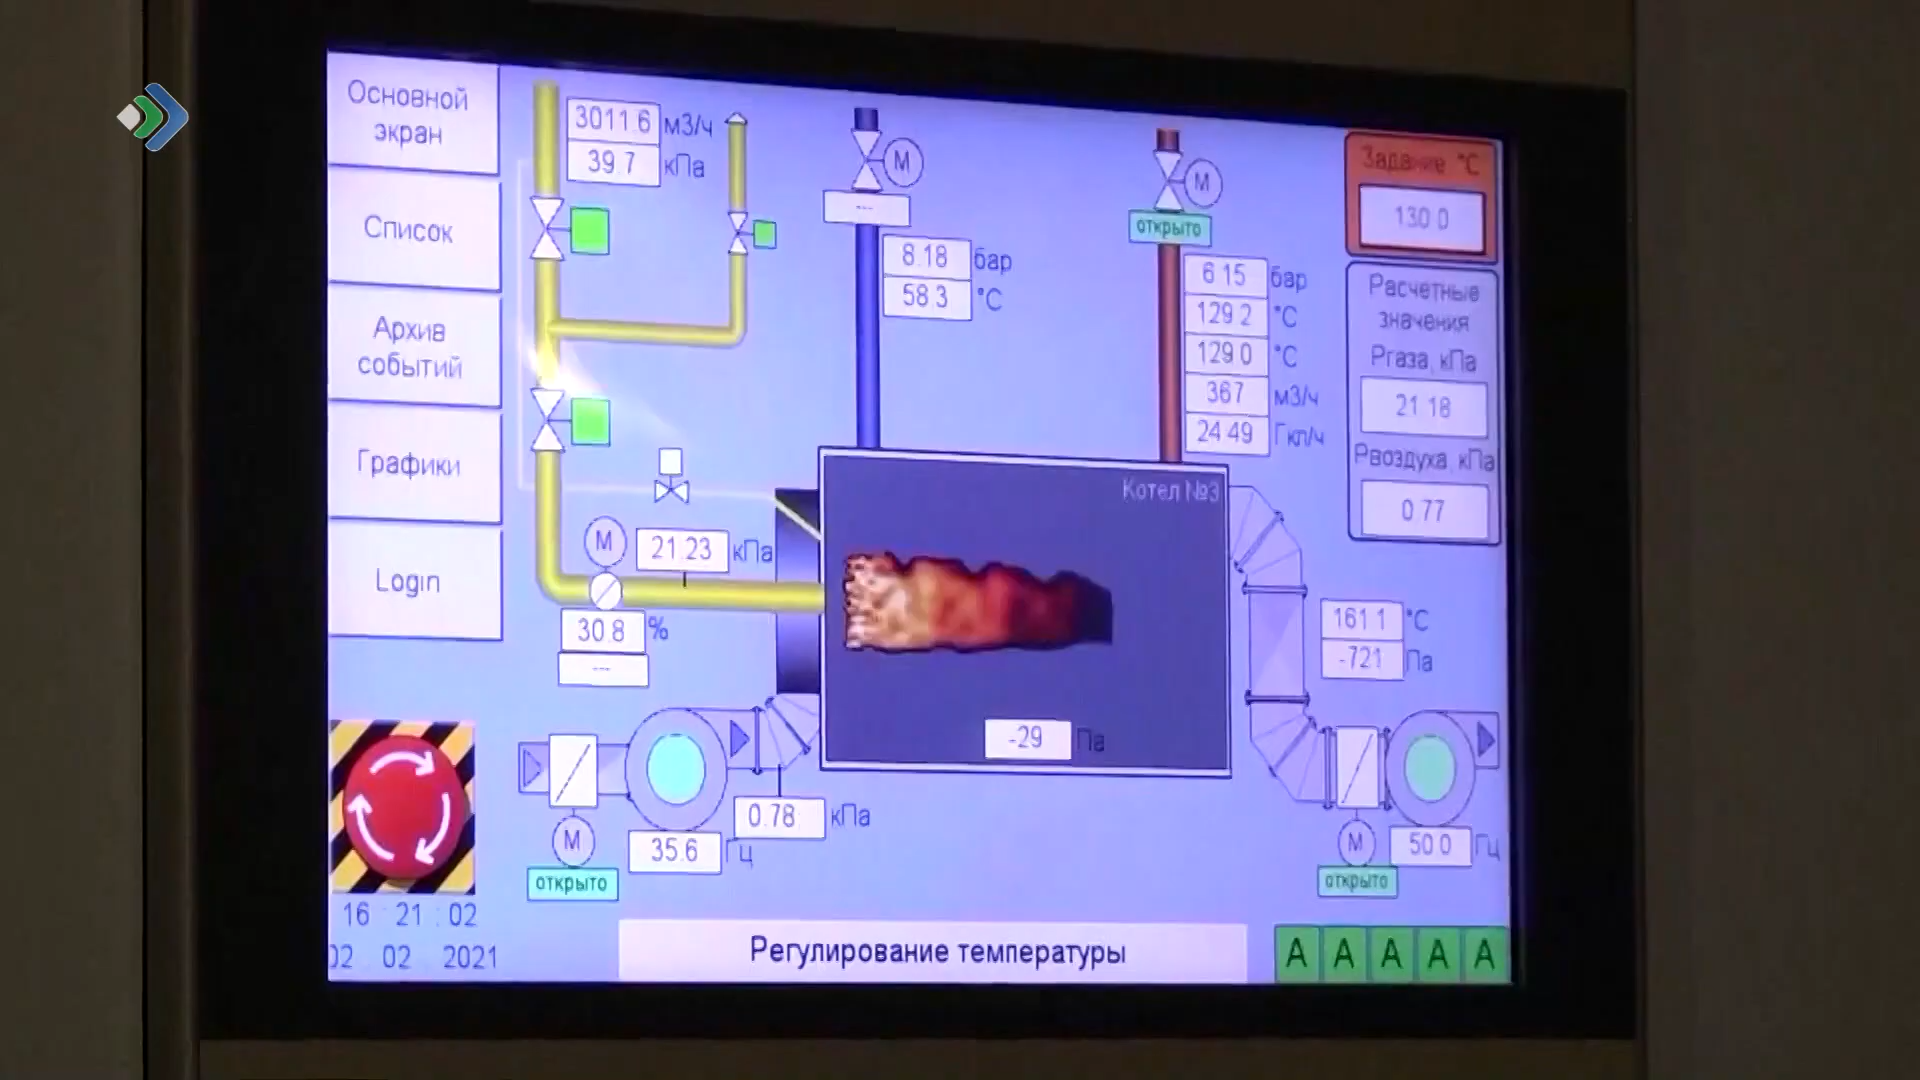 Основной
экран
Список
Архив
событий
Графики
Login
16 : 21 : 02
02 02 2021
3011.6 м3/ч
39.7 кПа
M
---
8.18 бар
58.3 °C
M
открыто
6 15 бар
129 2 °C
129 0 °C
367 м3/ч
24 49 Гкл/ч
Задание °C
130 0
Расчетные
значения
Pгаза, кПа
21 18
Pвоздуха, кПа
0 77
Котел №3
M
21.23 кПа
30.8 %
---
-29 Па
161 1 °C
-721 Па
0.78 кПа
M
35.6 Гц
открыто
M
50 0 Гц
открыто
Регулирование температуры
A A A A A